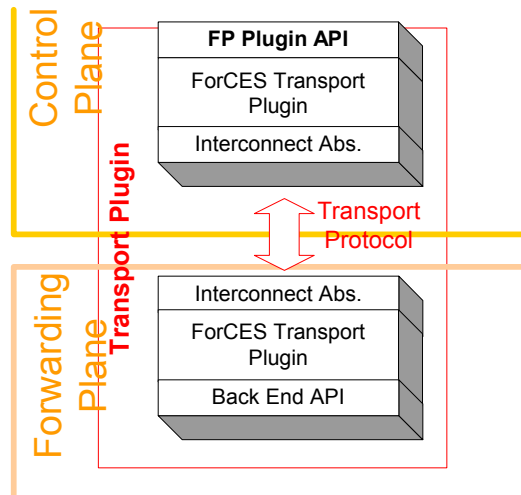 Control
Plane
FP Plugin API
ForCES Transport
Plugin
Interconnect Abs.
Transport Plugin
Transport
Protocol
Forwarding
Plane
Interconnect Abs.
ForCES Transport
Plugin
Back End API